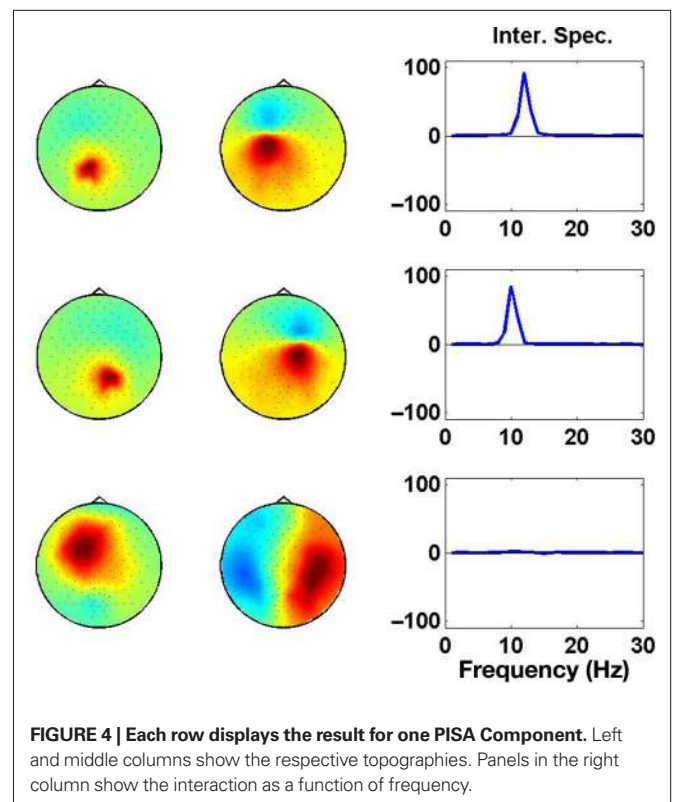 Inter. Spec.
100
0
−100
0 10 20 30
100
0
−100
0 10 20 30
100
0
−100
0 10 20 30
Frequency (Hz)
FIGURE 4 | Each row displays the result for one PISA Component. Left
and middle columns show the respective topographies. Panels in the right
column show the interaction as a function of frequency.